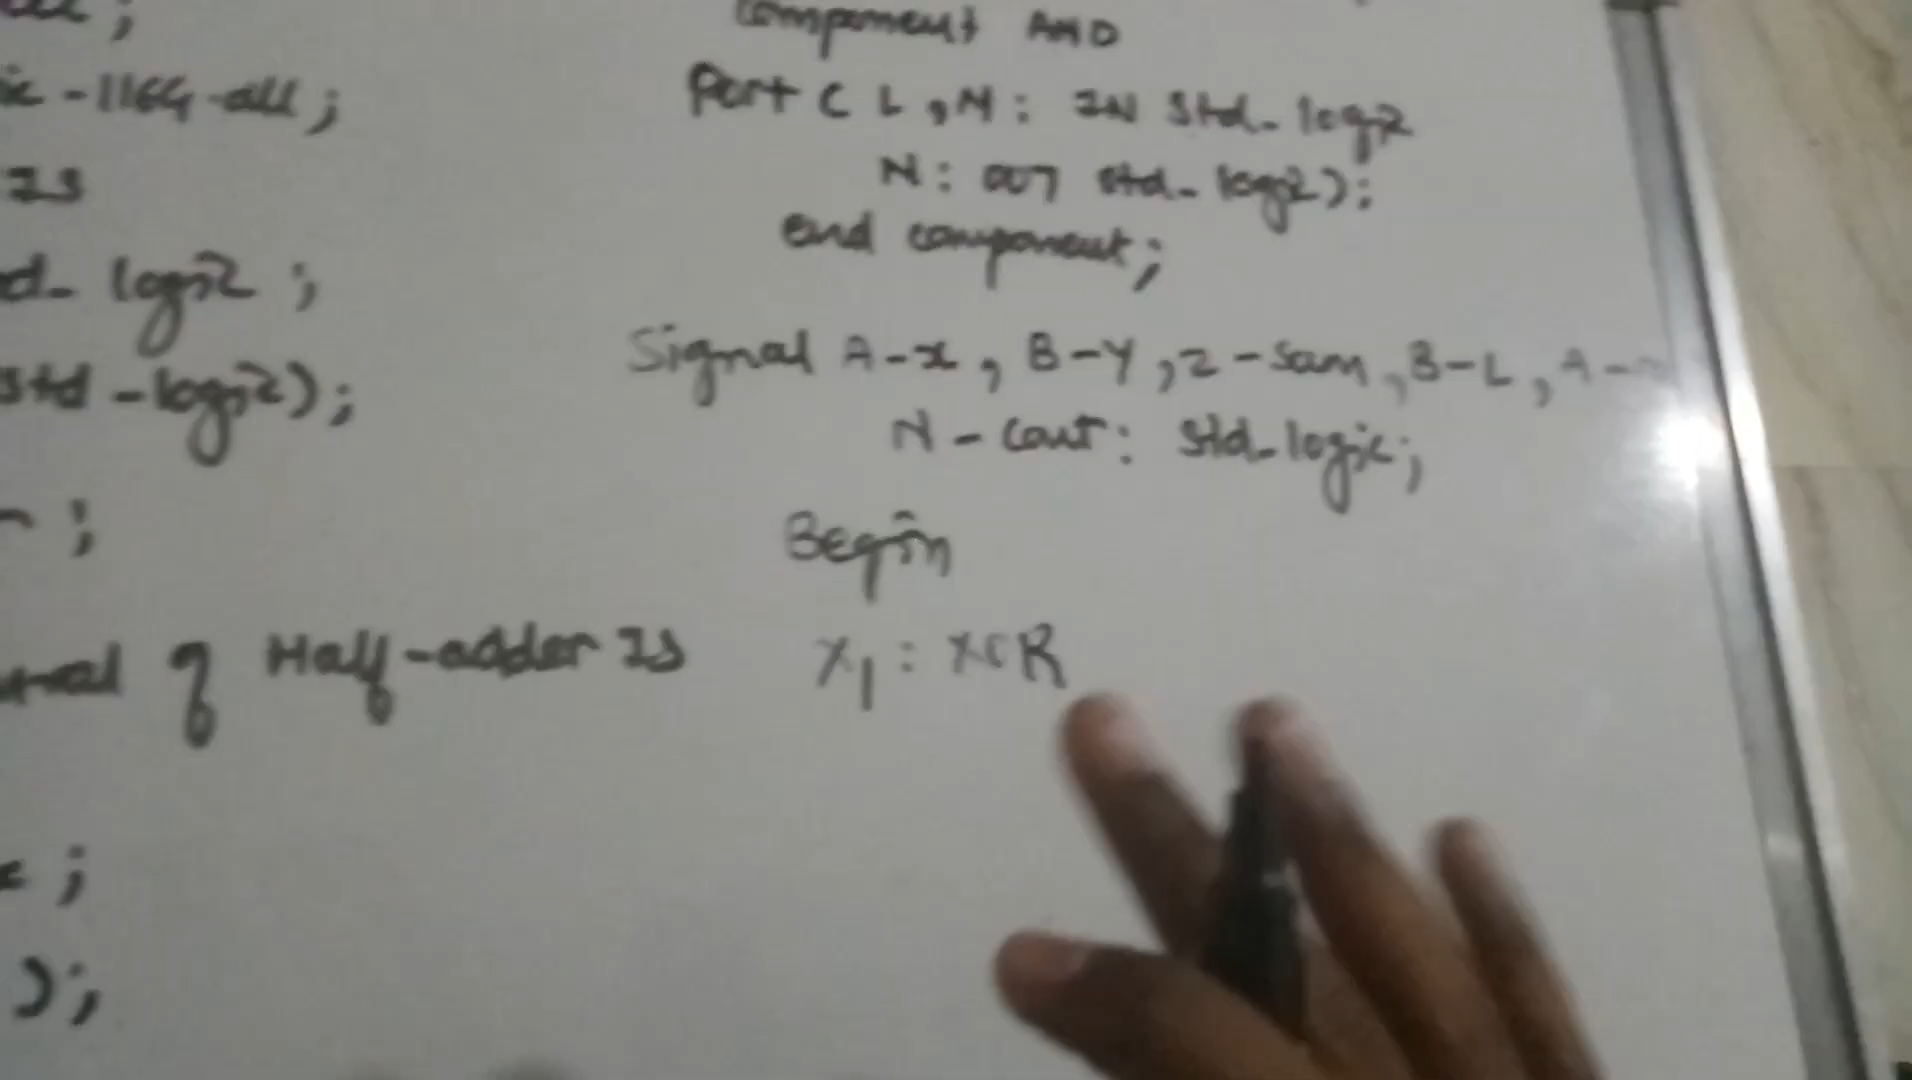 ;
ic-1164-all;
IS
d-logic;
std-logic);
;
of Half-adder IS
;
);
component AND
Port ( L, M: IN std_logic
N: OUT std_logic);
end component;
Signal A-x, B-Y, Z-sum, B-L, A-
N-cout: std_logic;
Begin
X1: XOR